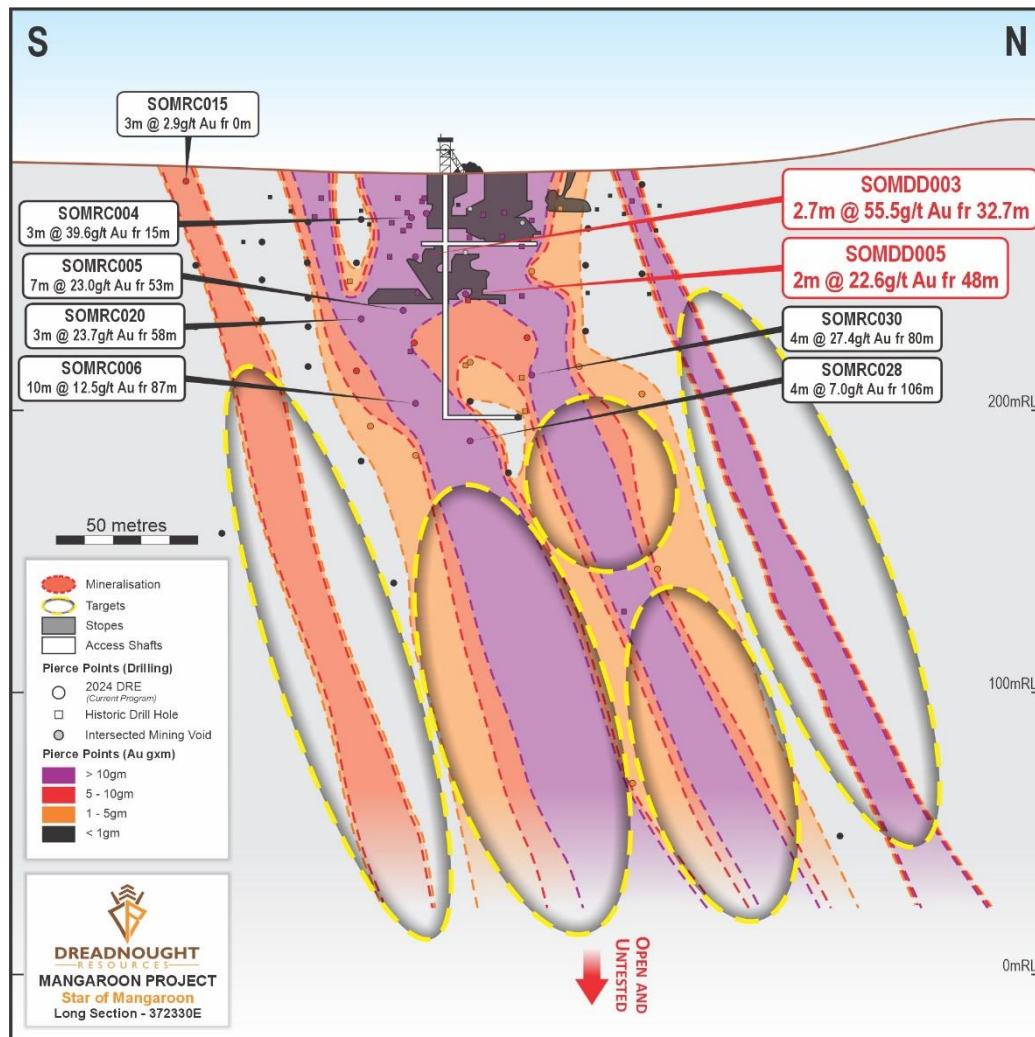 S
N
SOMRC015
3m @ 2.9g/t Au fr 0m
SOMRC004
3m @ 39.6g/t Au fr 15m
SOMRC005
7m @ 23.0g/t Au fr 53m
SOMRC020
3m @ 23.7g/t Au fr 58m
SOMRC006
10m @ 12.5g/t Au fr 87m
SOMDD003
2.7m @ 55.5g/t Au fr 32.7m
SOMDD005
2m @ 22.6g/t Au fr 48m
SOMRC030
4m @ 27.4g/t Au fr 80m
SOMRC028
4m @ 7.0g/t Au fr 106m
200mRL
100mRL
0mRL
50 metres
Mineralisation
Targets
Stopes
Access Shafts
Pierce Points (Drilling)
2024 DRE
(Current Program)
Historic Drill Hole
Intersected Mining Void
Pierce Points (Au gxm)
> 10gm
5 - 10gm
1 - 5gm
< 1gm
DREADNOUGHT
RESOURCES
MANGAROON PROJECT
Star of Mangaroon
Long Section - 372330E
OPEN AND
UNTESTED